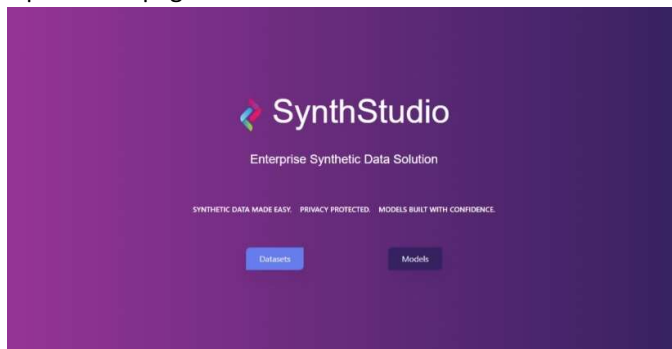 SynthStudio
Enterprise Synthetic Data Solution
SYNTHETIC DATA MADE EASY. PRIVACY PROTECTED. MODELS BUILT WITH CONFIDENCE.
Datasets Models